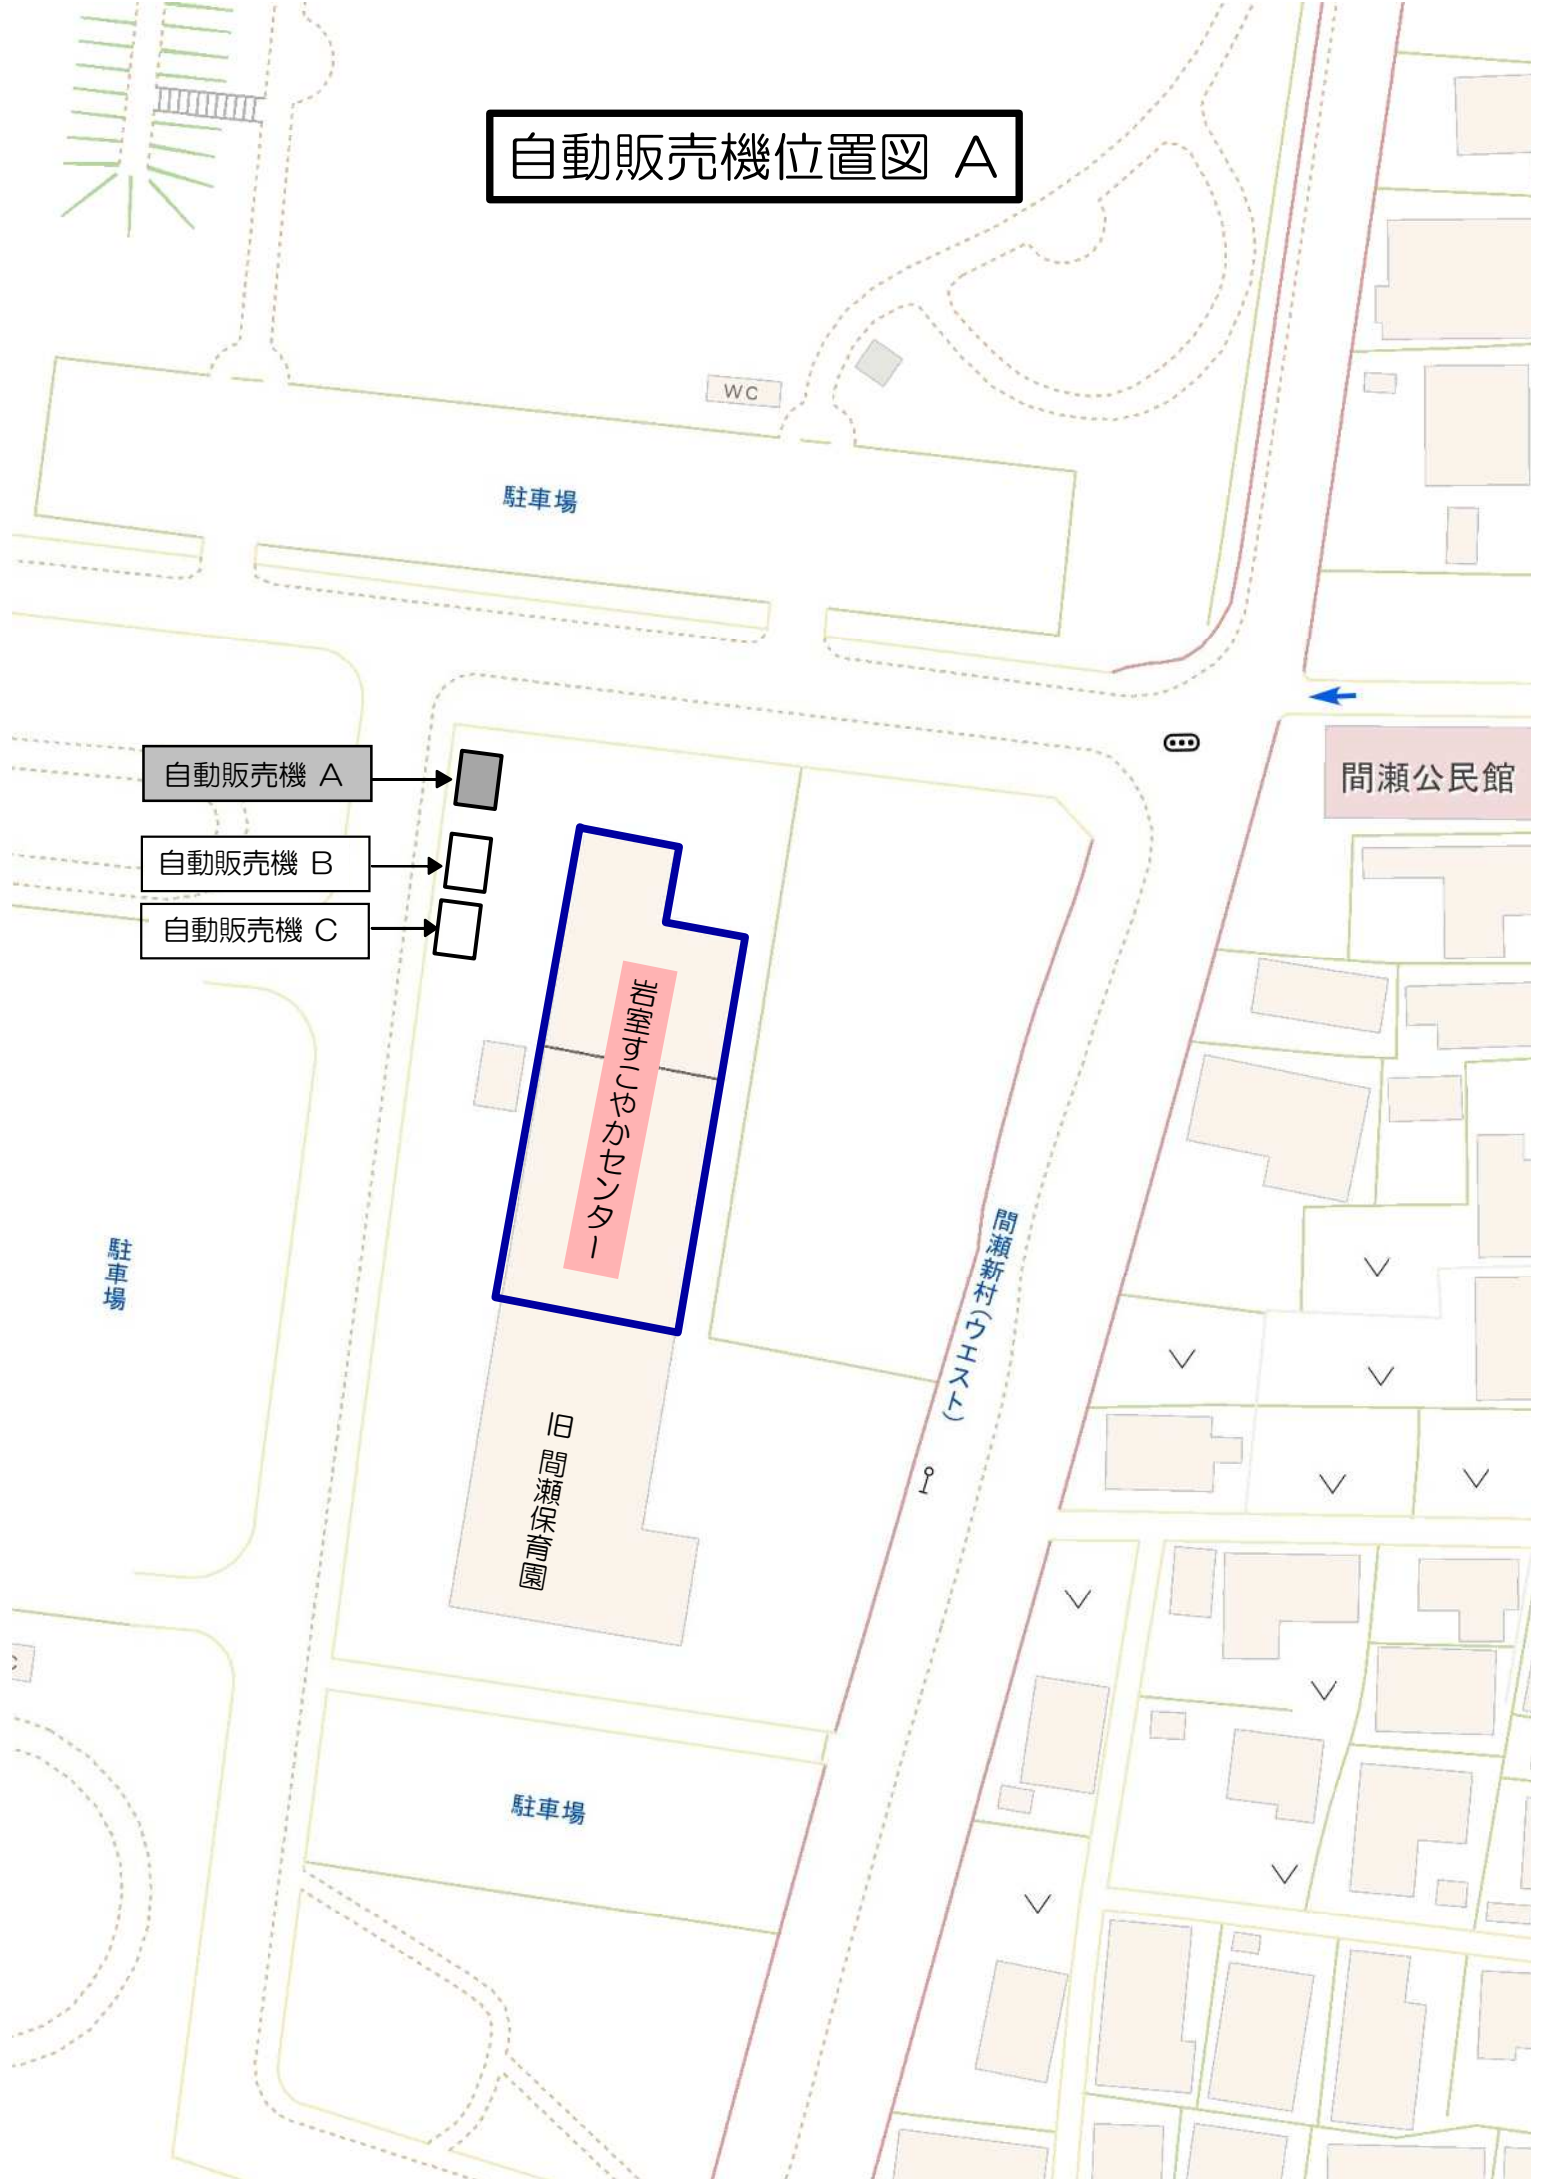 自動販売機位置図 A
WC
駐車場
自動販売機 A
間瀬公民館
自動販売機 B
自動販売機 C
岩室すこやかセンター
間瀬新村(ウエスト)
駐車場
旧 間瀬保育園
駐車場